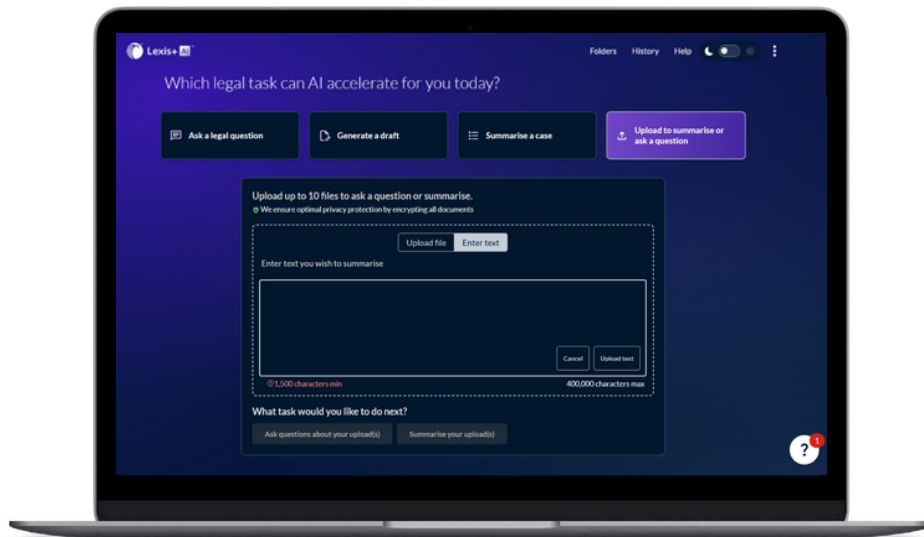 Lexis+ AI™
Folders History Help
Which legal task can AI accelerate for you today?
Ask a legal question
Generate a draft
Summarise a case
Upload to summarise or
ask a question
Upload up to 10 files to ask a question or summarise.
We ensure optimal privacy protection by encrypting all documents
Upload file Enter text
Enter text you wish to summarise
Cancel Upload text
1,500 characters min 400,000 characters max
What task would you like to do next?
Ask questions about your upload(s) Summarise your upload(s)
? 1